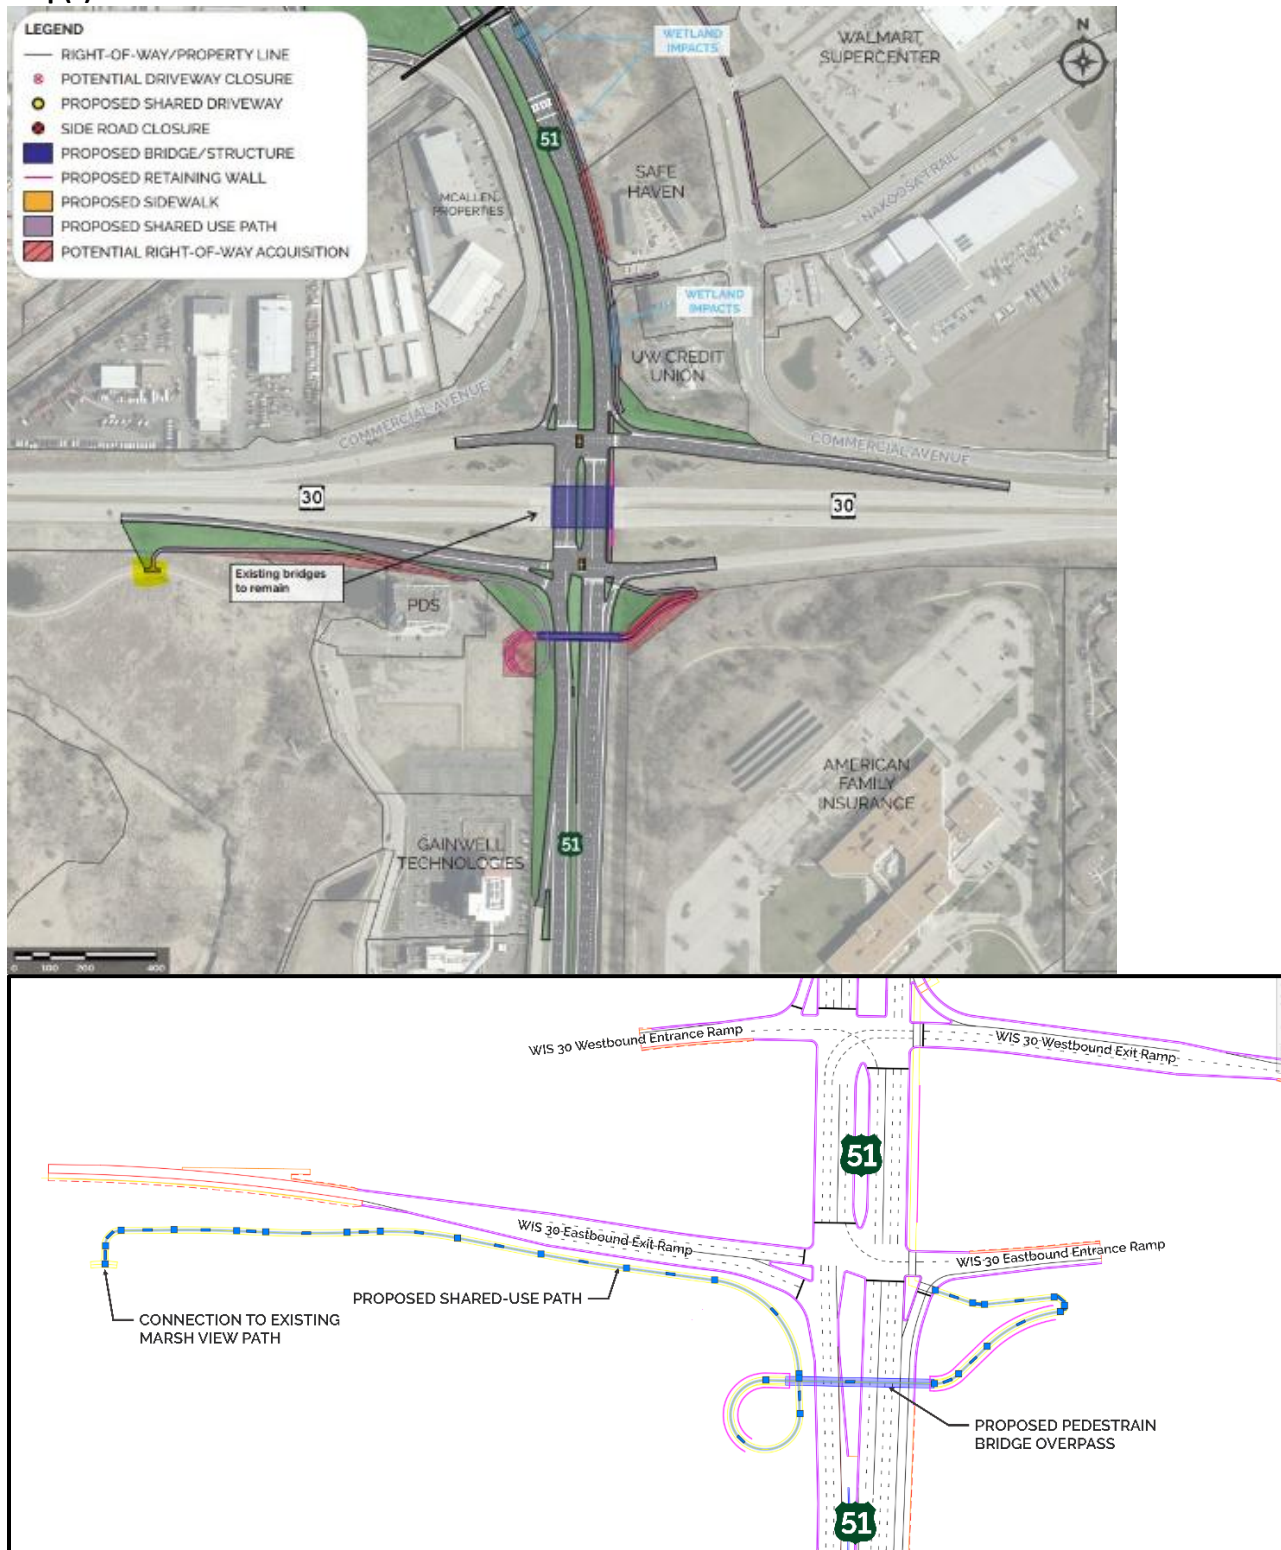 LEGEND
RIGHT-OF-WAY/PROPERTY LINE
POTENTIAL DRIVEWAY CLOSURE
PROPOSED SHARED DRIVEWAY
SIDE ROAD CLOSURE
PROPOSED BRIDGE/STRUCTURE
PROPOSED RETAINING WALL
PROPOSED SIDEWALK
PROPOSED SHARED USE PATH
POTENTIAL RIGHT-OF-WAY ACQUISITION
WETLAND
IMPACTS
WALMART
SUPERCENTER
N
51
SAFE
HAVEN
MCALLEN
PROPERTIES
NAKOOSA TRAIL
WETLAND
IMPACTS
UW CREDIT
UNION
COMMERCIAL AVENUE
COMMERCIAL AVENUE
30
30
Existing bridges
to remain
PDS
AMERICAN
FAMILY
INSURANCE
51
GAINWELL
TECHNOLOGIES
0 100 200 400
WIS 30 Westbound Entrance Ramp
WIS 30 Westbound Exit Ramp
51
WIS 30 Eastbound Exit Ramp
WIS 30 Eastbound Entrance Ramp
PROPOSED SHARED-USE PATH
CONNECTION TO EXISTING
MARSH VIEW PATH
PROPOSED PEDESTRAIN
BRIDGE OVERPASS
51